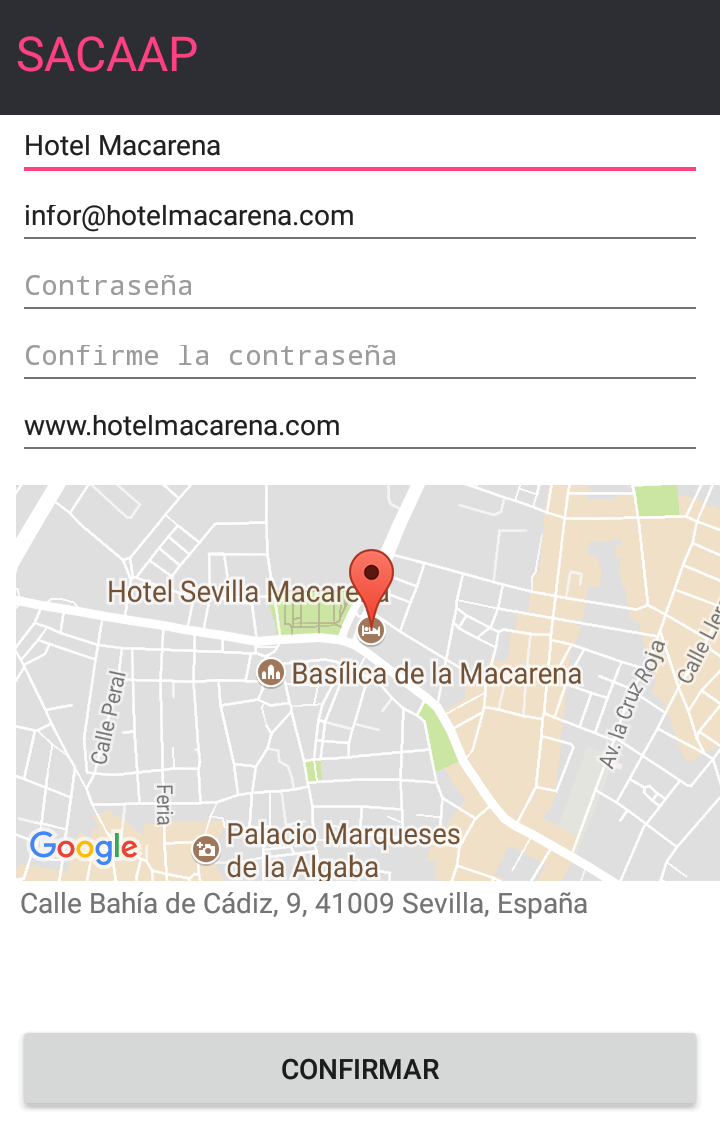 SACAAP
Hotel Macarena
infor@hotelmacarena.com
Contraseña
Confirme la contraseña
www.hotelmacarena.com
Hotel Sevilla Macarena
Basílica de la Macarena
Calle Peral
Av. la Cruz Roja
Calle
Feria
Palacio Marqueses
de la Algaba
Google
Calle Bahía de Cádiz, 9, 41009 Sevilla, España
CONFIRMAR